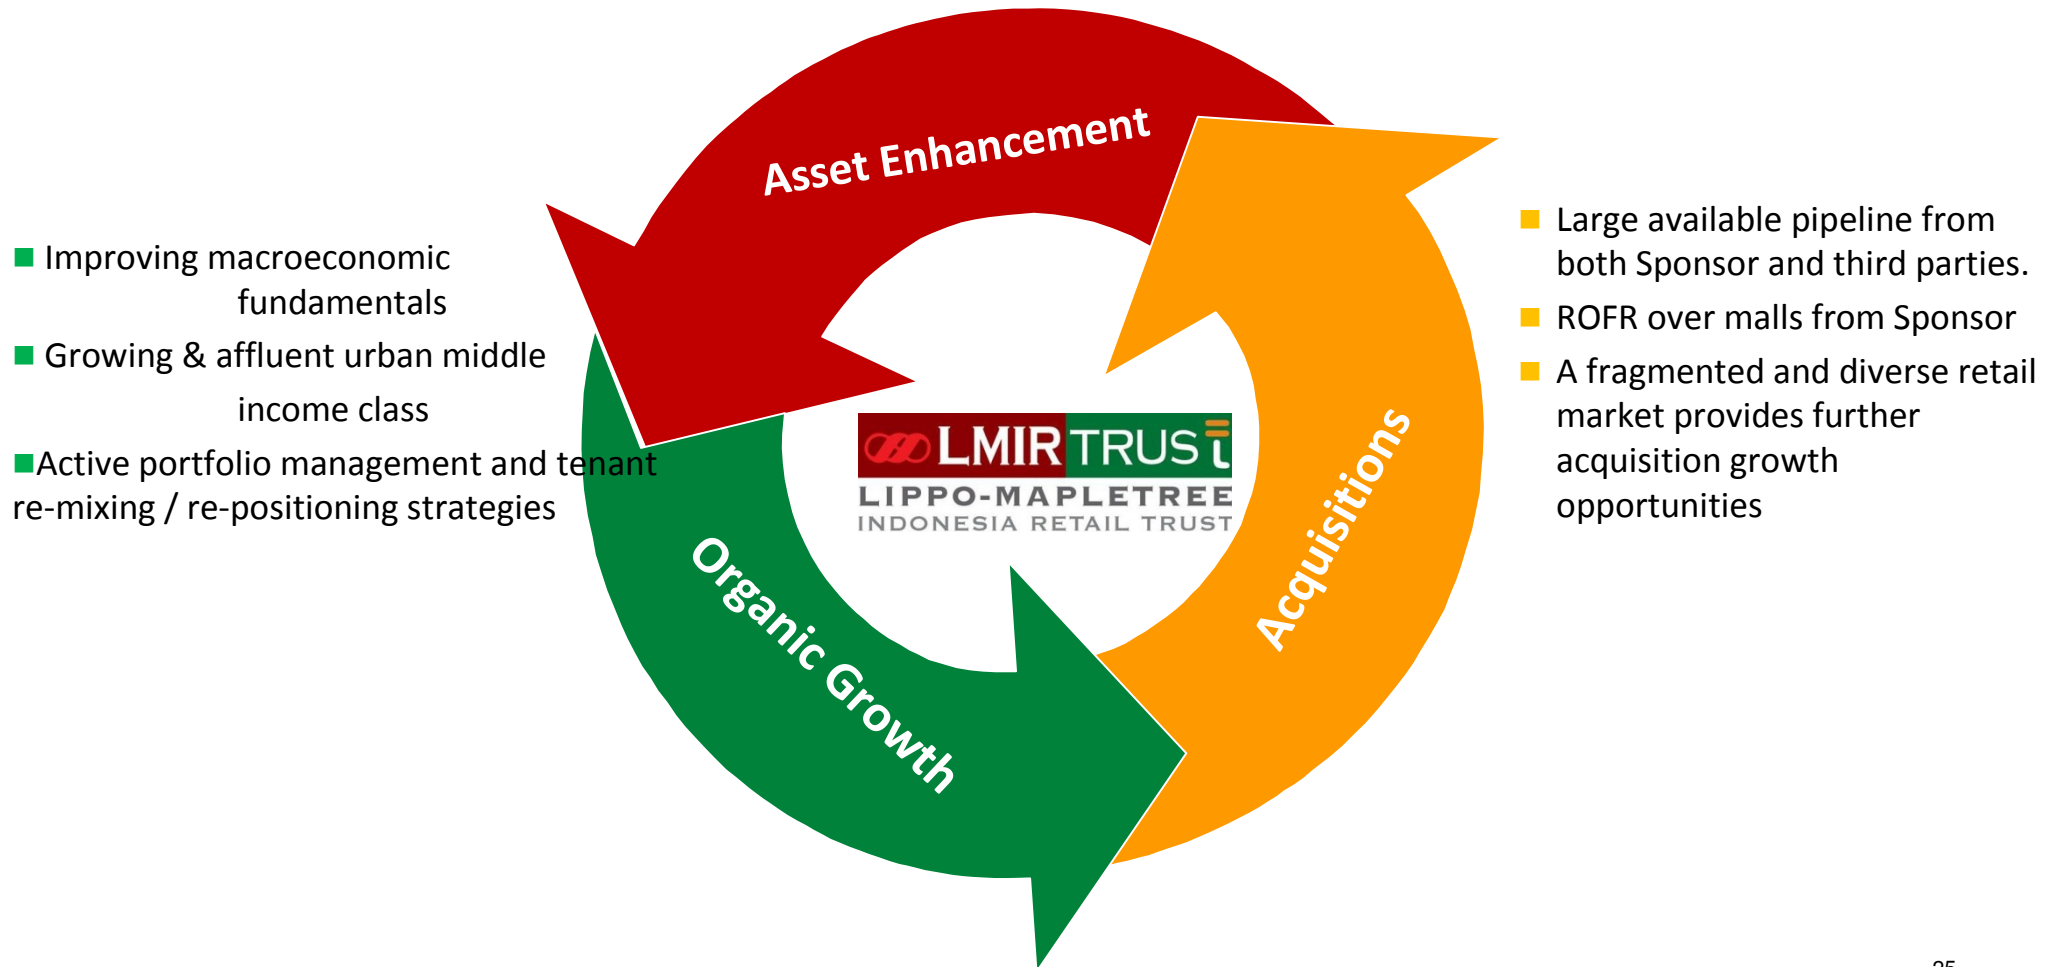 Asset Enhancement
Improving macroeconomic
fundamentals
Growing & affluent urban middle
income class
Active portfolio management and tenant
re-mixing / re-positioning strategies
LMIR TRUST
LIPPO-MAPLETREE
INDONESIA RETAIL TRUST
Organic Growth
Acquisitions
Large available pipeline from
both Sponsor and third parties.
ROFR over malls from Sponsor
A fragmented and diverse retail
market provides further
acquisition growth
opportunities
25